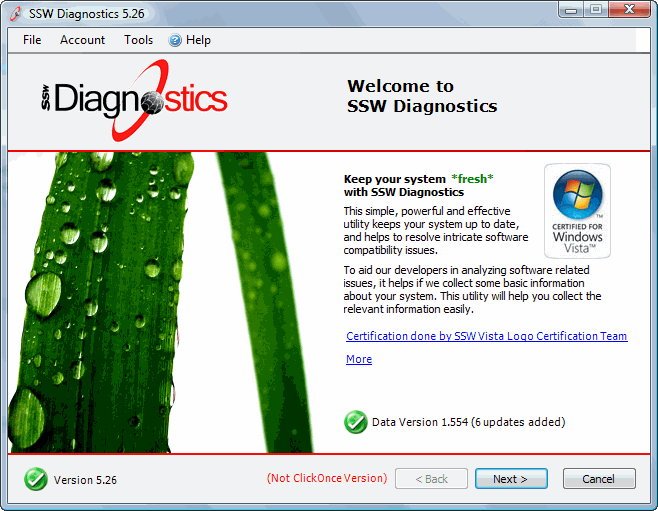 SSW Diagnostics 5.26
File Account Tools Help
SSW Diagnostics
Welcome to
SSW Diagnostics
Keep your system *fresh*
with SSW Diagnostics
This simple, powerful and effective
utility keeps your system up to date,
and helps to resolve intricate software
compatibility issues.
CERTIFIED FOR
Windows
Vista™
To aid our developers in analyzing software related
issues, it helps if we collect some basic information
about your system. This utility will help you collect the
relevant information easily.
Certification done by SSW Vista Logo Certification Team
More
Data Version 1.554 (6 updates added)
Version 5.26 (Not ClickOnce Version) < Back Next > Cancel